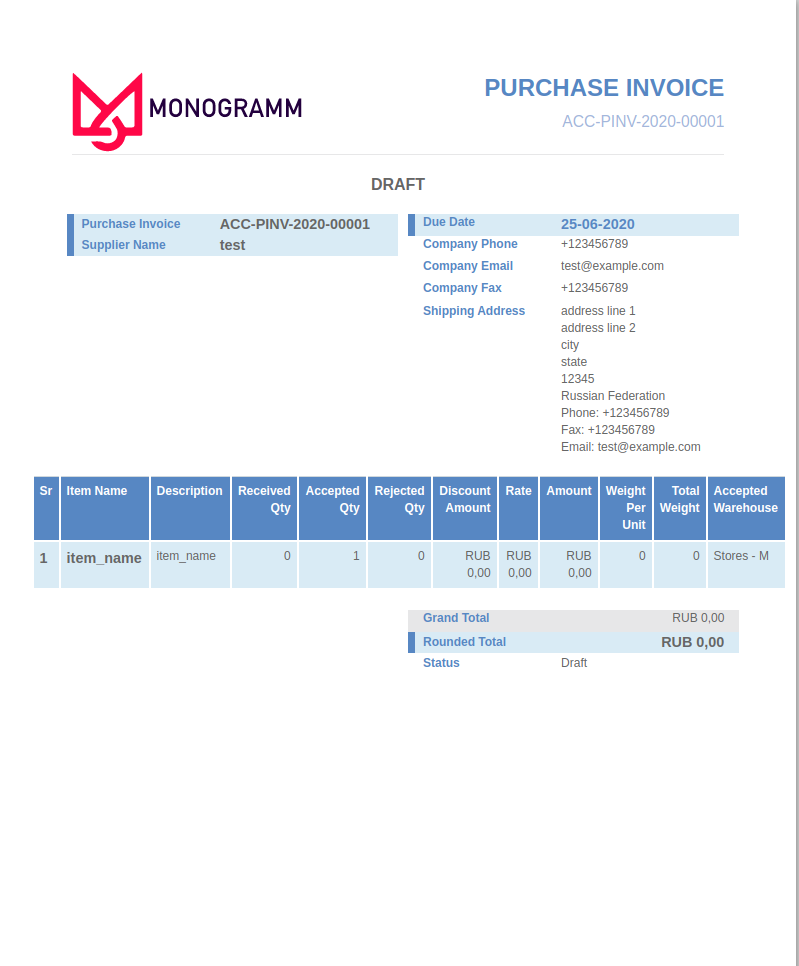 MONOGRAMM
PURCHASE INVOICE
ACC-PINV-2020-00001
DRAFT
Purchase Invoice ACC-PINV-2020-00001
Supplier Name test
Due Date 25-06-2020
Company Phone +123456789
Company Email test@example.com
Company Fax +123456789
Shipping Address address line 1
address line 2
city
state
12345
Russian Federation
Phone: +123456789
Fax: +123456789
Email: test@example.com
Sr Item Name Description Received Accepted Rejected Discount Rate Amount Weight Total Accepted
Qty Qty Qty Amount Per Weight Warehouse
Unit
1 item_name item_name 0 1 0 RUB RUB RUB 0 0 Stores - M
0,00 0,00 0,00
Grand Total RUB 0,00
Rounded Total RUB 0,00
Status Draft